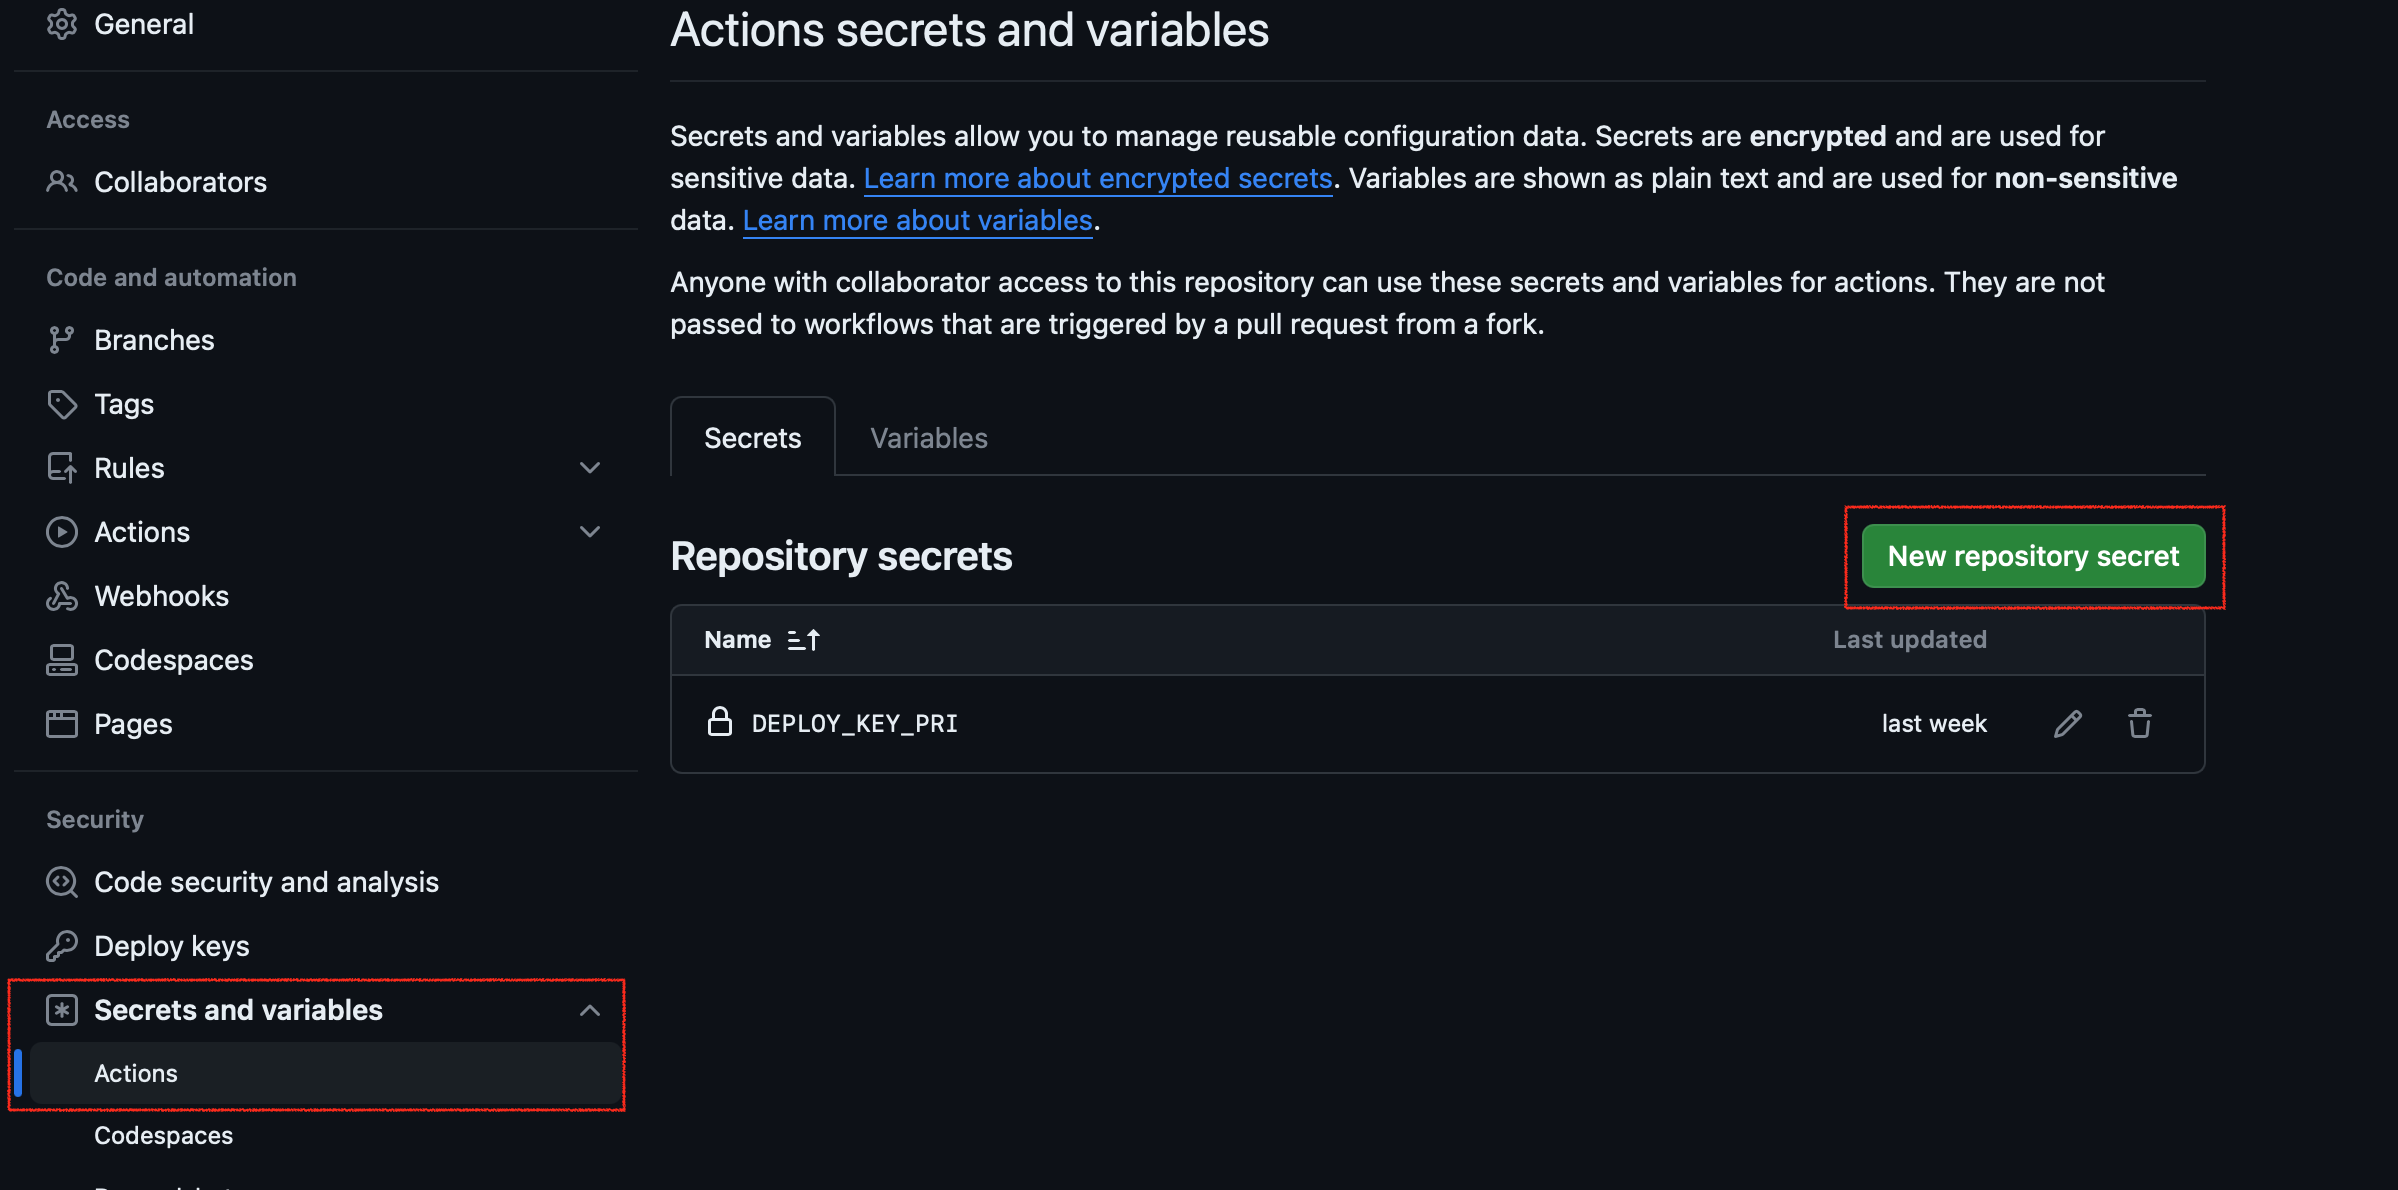 General
Access
Collaborators
Code and automation
Branches
Tags
Rules
Actions
Webhooks
Codespaces
Pages
Security
Code security and analysis
Deploy keys
Secrets and variables
Actions
Codespaces
Actions secrets and variables
Secrets and variables allow you to manage reusable configuration data. Secrets are encrypted and are used for
sensitive data. Learn more about encrypted secrets. Variables are shown as plain text and are used for non-sensitive
data. Learn more about variables.
Anyone with collaborator access to this repository can use these secrets and variables for actions. They are not
passed to workflows that are triggered by a pull request from a fork.
Secrets Variables
Repository secrets New repository secret
Name Last updated
DEPLOY_KEY_PRI last week